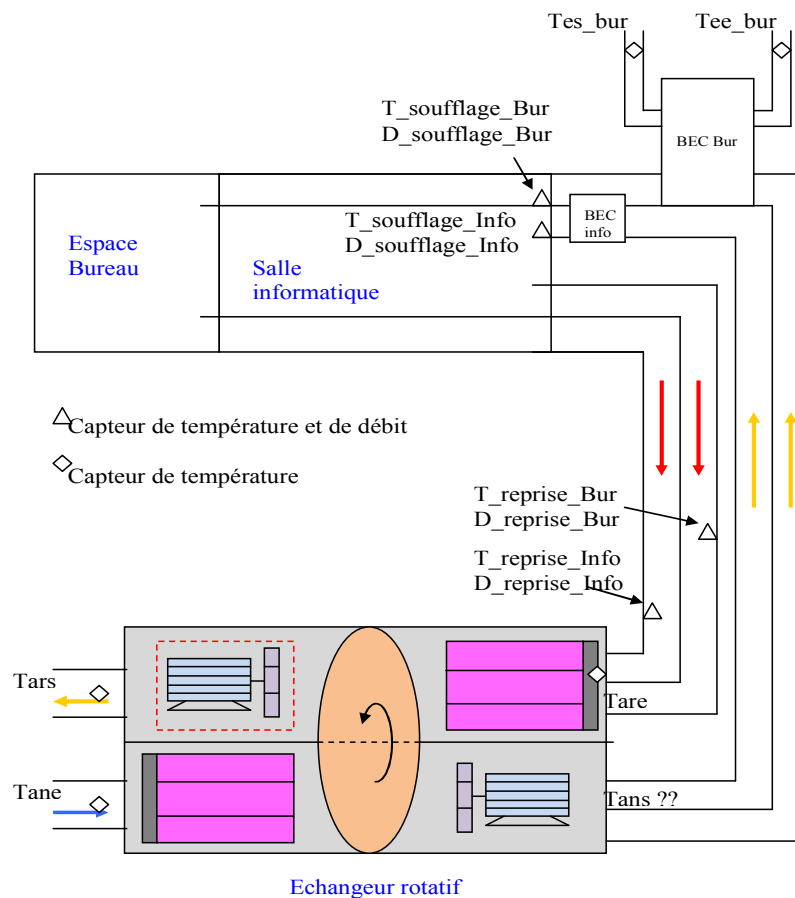 Tes_bur
Tee_bur
T_soufflage_Bur
D_soufflage_Bur
BEC Bur
T_soufflage_Info
D_soufflage_Info
BEC
info
Espace
Bureau
Salle
informatique
Capteur de température et de débit
Capteur de température
T_reprise_Bur
D_reprise_Bur
T_reprise_Info
D_reprise_Info
Tars
Tare
Tane
Tans ??
Echangeur rotatif